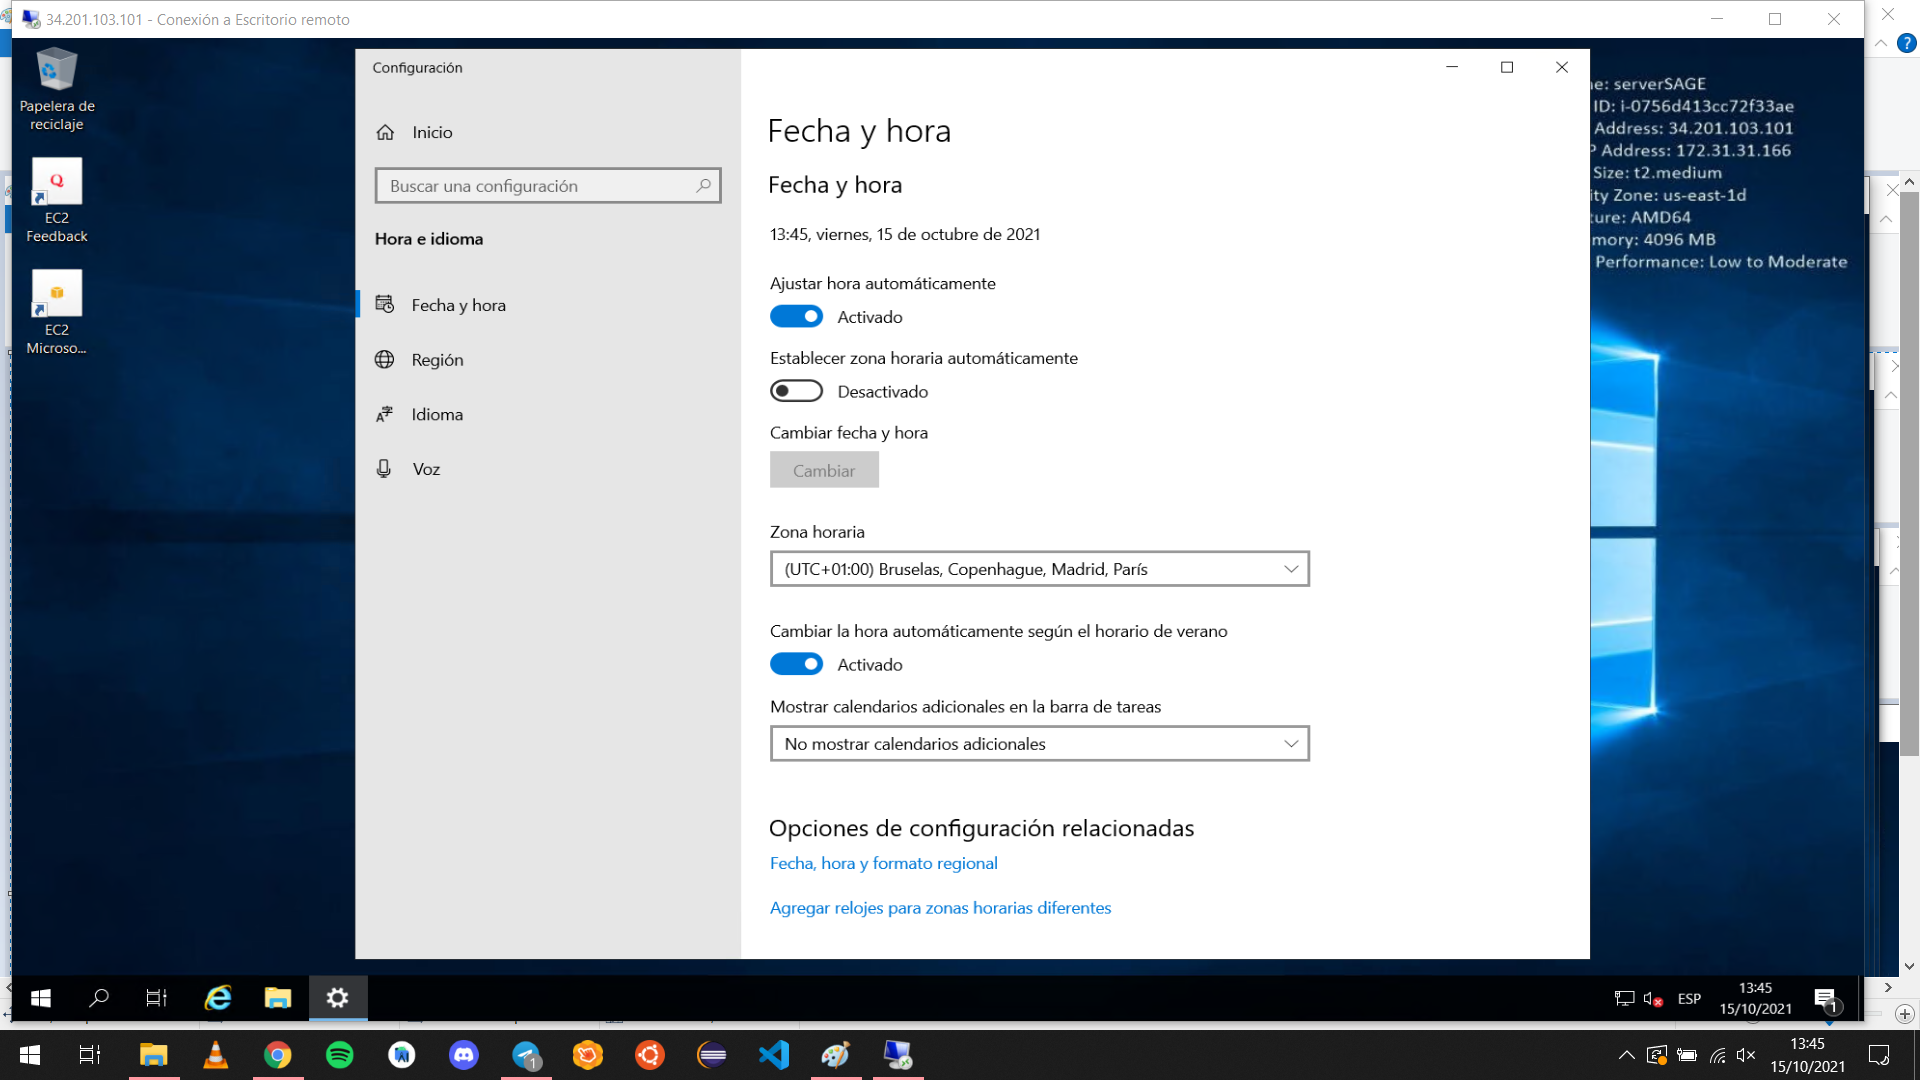 34.201.103.101 - Conexión a Escritorio remoto
Papelera de
reciclaje
EC2
Feedback
EC2
Microso...
Configuración
Inicio
Buscar una configuración
Hora e idioma
Fecha y hora
Región
Idioma
Voz
Fecha y hora
Fecha y hora
13:45, viernes, 15 de octubre de 2021
Ajustar hora automáticamente
Activado
Establecer zona horaria automáticamente
Desactivado
Cambiar fecha y hora
Cambiar
Zona horaria
(UTC+01:00) Bruselas, Copenhague, Madrid, París
Cambiar la hora automáticamente según el horario de verano
Activado
Mostrar calendarios adicionales en la barra de tareas
No mostrar calendarios adicionales
Opciones de configuración relacionadas
Fecha, hora y formato regional
Agregar relojes para zonas horarias diferentes
e: serverSAGE
ID: i-0756d413cc72f33ae
Address: 34.201.103.101
P Address: 172.31.31.166
Size: t2.medium
ity Zone: us-east-1d
ture: AMD64
mory: 4096 MB
Performance: Low to Moderate
ESP
13:45
15/10/2021
1
1
13:45
15/10/2021